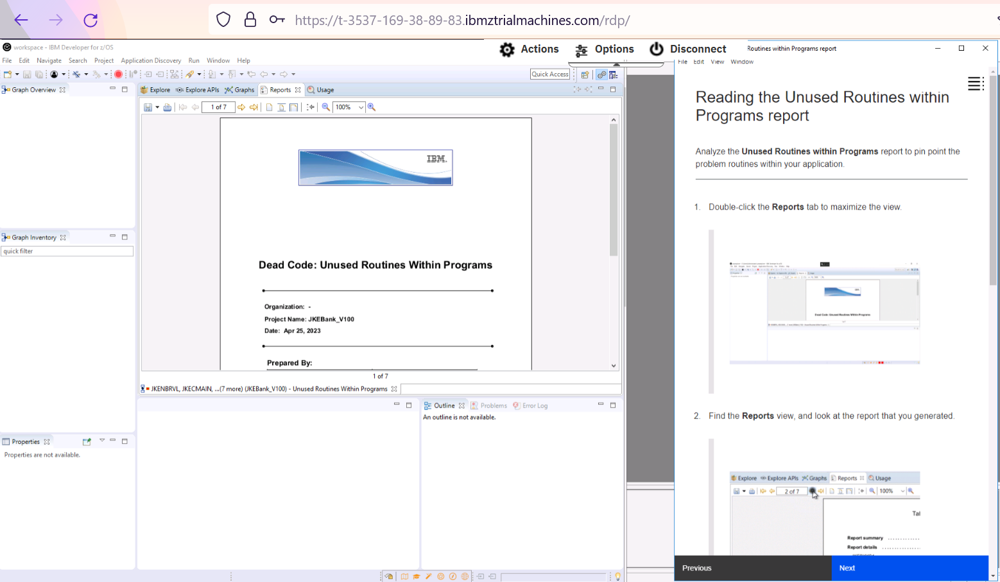 https://t-3537-169-38-89-83.ibmztrialmachines.com/rdp/
workspace - IBM Developer for z/OS
File Edit Navigate Search Project Application Discovery Run Window Help
Actions Options Disconnect
Quick Access
Graph Overview
Explore Explore APIs Graphs Reports Usage
1 of 7
100%
IBM.
Dead Code: Unused Routines Within Programs
Organization: -
Project Name: JKEBank_V100
Date: Apr 25, 2023
Prepared By:
1 of 7
JKENBRVL, JKECMAIN, ...(7 more) (JKEBank_V100) - Unused Routines Within Programs
Graph Inventory
quick filter
Properties
Properties are not available.
Outline Problems Error Log
An outline is not available.
Routines within Programs report
File Edit View Window
Reading the Unused Routines within
Programs report
Analyze the Unused Routines within Programs report to pin point the
problem routines within your application.
1. Double-click the Reports tab to maximize the view.
Dead Code: Unused Routines Within Programs
2. Find the Reports view, and look at the report that you generated.
Explore Explore APIs Graphs Reports Usage
2 of 7
100%
Tal
Report summary ............
Report details ..............
Previous
Next